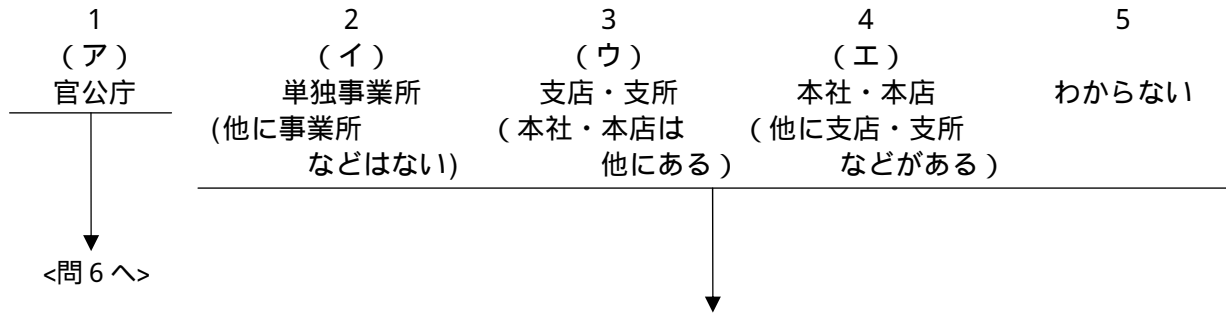 1 2 3 4 5
（ア） （イ） （ウ） （エ）
官公庁 単独事業所 支店・支所 本社・本店 わからない
(他に事業所 （本社・本店は （他に支店・支所
などはない) 他にある） などがある）
<問６へ>